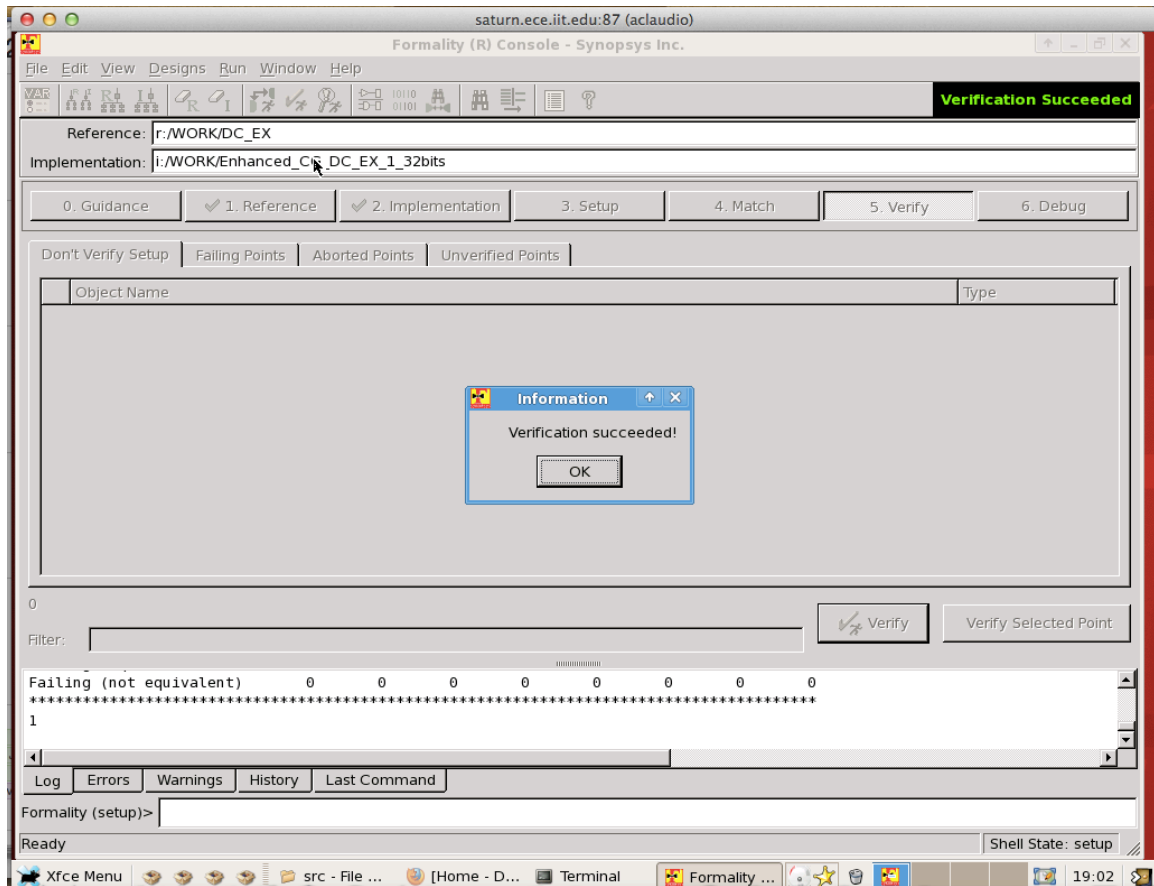 saturn.ece.iit.edu:87 (aclaudio)
Formality (R) Console - Synopsys Inc.
File Edit View Designs Run Window Help
Verification Succeeded
Reference: r:/WORK/DC_EX
Implementation: i:/WORK/Enhanced_CG_DC_EX_1_32bits
0. Guidance 1. Reference 2. Implementation 3. Setup 4. Match 5. Verify 6. Debug
Don't Verify Setup Failing Points Aborted Points Unverified Points
Object Name Type
Information
Verification succeeded!
OK
0
Filter: Verify Verify Selected Point
Failing (not equivalent) 0 0 0 0 0 0 0 0
****************************************************************************************
1
Log Errors Warnings History Last Command
Formality (setup)>
Ready Shell State: setup
Xfce Menu src - File ... [Home - D... Terminal Formality ... 19:02